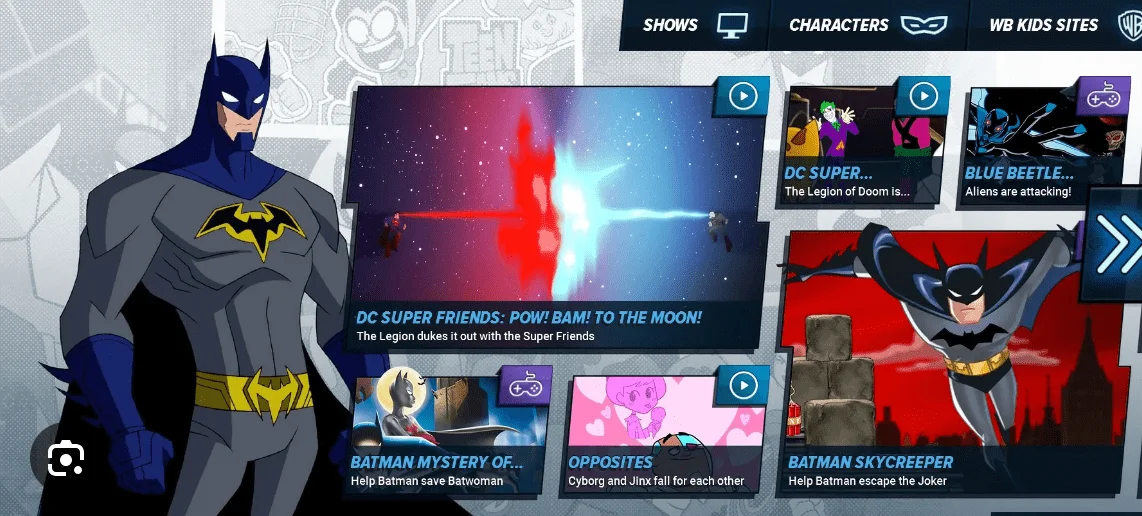 SHOWS
CHARACTERS
WB KIDS SITES
WB
TEEN
DC SUPER FRIENDS: POW! BAM! TO THE MOON!
The Legion dukes it out with the Super Friends
DC SUPER...
The Legion of Doom is...
BLUE BEETLE...
Aliens are attacking!
BATMAN MYSTERY OF...
Help Batman save Batwoman
OPPOSITES
Cyborg and Jinx fall for each other
BATMAN SKYCREEPER
Help Batman escape the Joker